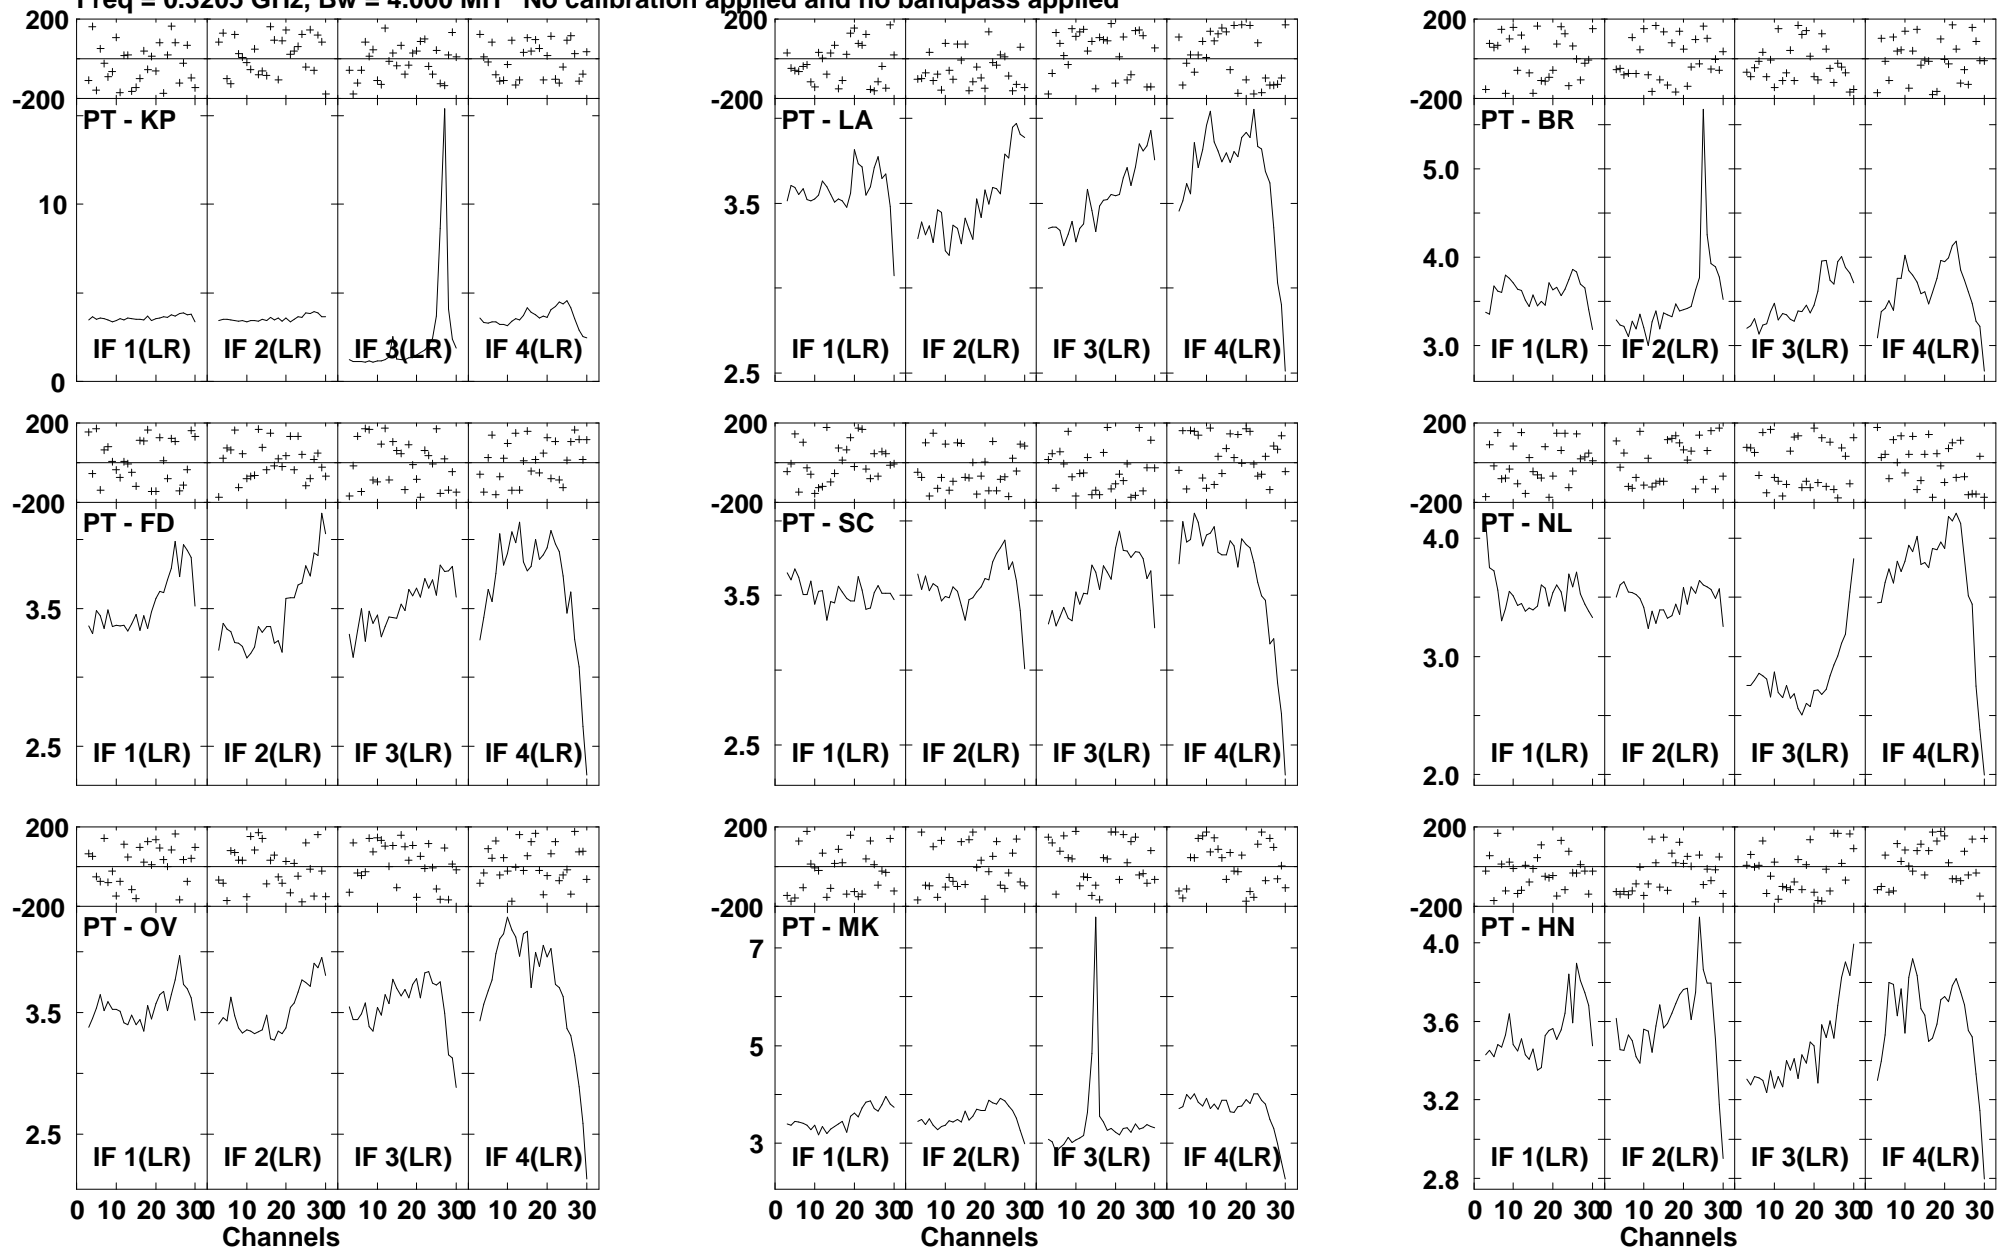 Freq = 0.3205 GHz, Bw = 4.000 MH No calibration applied and no bandpass applied
200 200 200
-200 -200 -200
PT - KP PT - LA PT - BR
10 3.5 5.0
4.0
IF 1(LR) IF 2(LR) IF 3(LR) IF 4(LR) IF 1(LR) IF 2(LR) IF 3(LR) IF 4(LR) 3.0 IF 1(LR) IF 2(LR) IF 3(LR) IF 4(LR)
0 2.5
200 200 200
-200 -200 -200
PT - FD PT - SC PT - NL
4.0
3.5 3.5
3.0
2.5 IF 1(LR) IF 2(LR) IF 3(LR) IF 4(LR) 2.5 IF 1(LR) IF 2(LR) IF 3(LR) IF 4(LR) IF 1(LR) IF 2(LR) IF 3(LR) IF 4(LR)
2.0
200 200 200
-200 -200 -200
PT - OV PT - MK PT - HN
7 4.0
3.5 3.6
5
3.2
2.5 3
IF 1(LR) IF 2(LR) IF 3(LR) IF 4(LR) IF 1(LR) IF 2(LR) IF 3(LR) IF 4(LR) IF 1(LR) IF 2(LR) IF 3(LR) IF 4(LR)
2.8
0 10 20 30 0 10 20 30 0 10 20 30 0 10 20 30 0 10 20 30 0 10 20 30 0 10 20 30 0 10 20 30 0 10 20 30 0 10 20 30 0 10 20 30 0 10 20 30
Channels Channels Channels